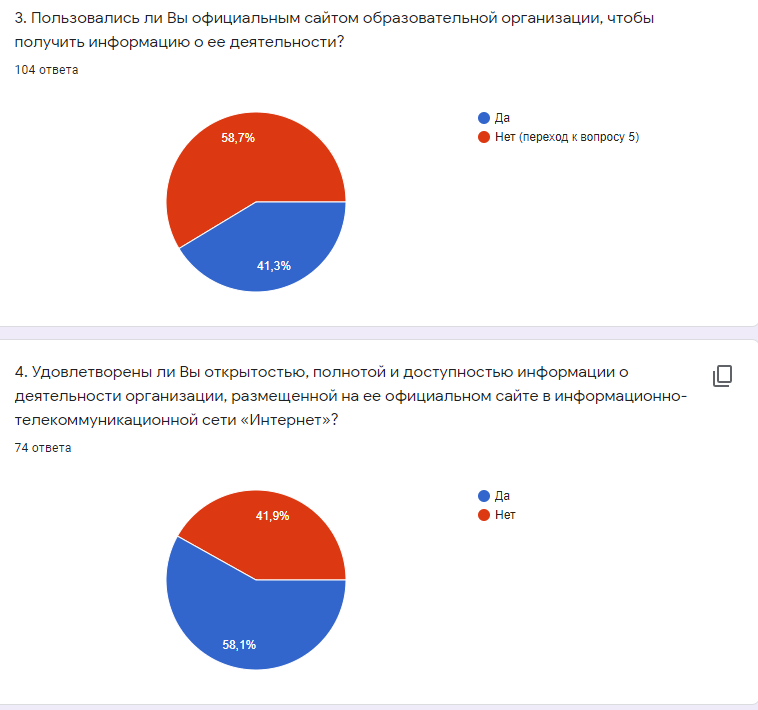 3. Пользовались ли Вы официальным сайтом образовательной организации, чтобы
получить информацию о ее деятельности?
104 ответа
Да
Нет (переход к вопросу 5)
58,7%
41,3%
4. Удовлетворены ли Вы открытостью, полнотой и доступностью информации о
деятельности организации, размещенной на ее официальном сайте в информационно-
телекоммуникационной сети «Интернет»?
74 ответа
Да
Нет
41,9%
58,1%